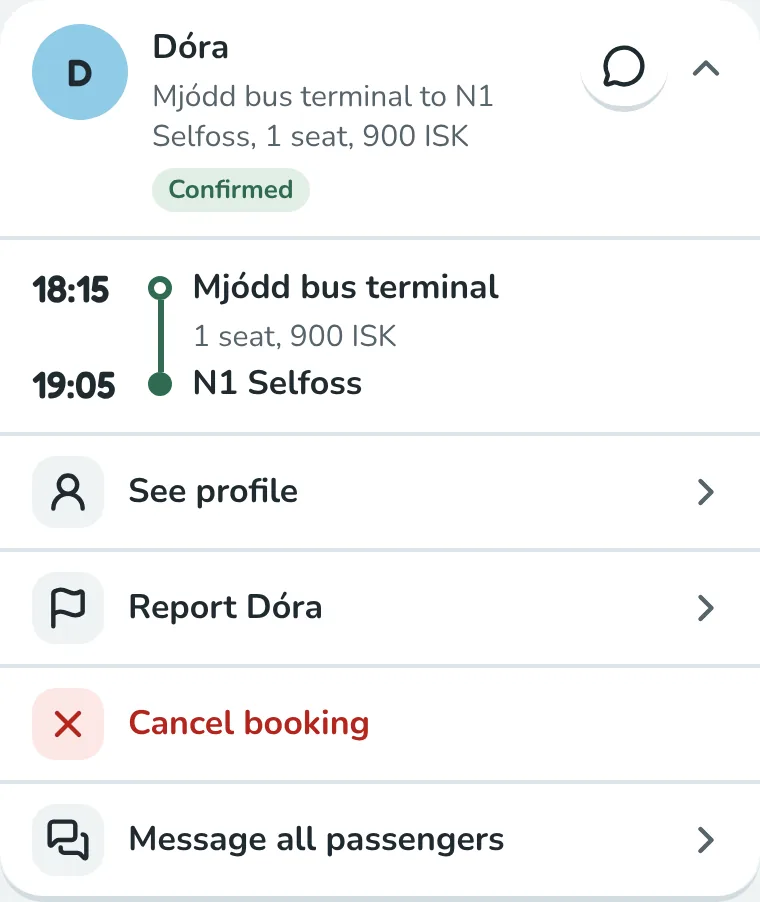 D
Dóra
Mjódd bus terminal to N1
Selfoss, 1 seat, 900 ISK
Confirmed
18:15 Mjódd bus terminal
1 seat, 900 ISK
19:05 N1 Selfoss
See profile
Report Dóra
Cancel booking
Message all passengers